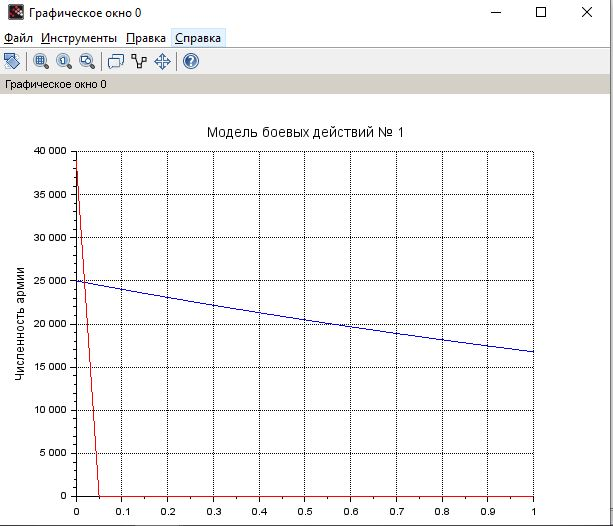 Графическое окно 0
Файл Инструменты Правка Справка
Графическое окно 0
Модель боевых действий № 1
Численность армии
40 000
35 000
30 000
25 000
20 000
15 000
10 000
5 000
0
0 0.1 0.2 0.3 0.4 0.5 0.6 0.7 0.8 0.9 1